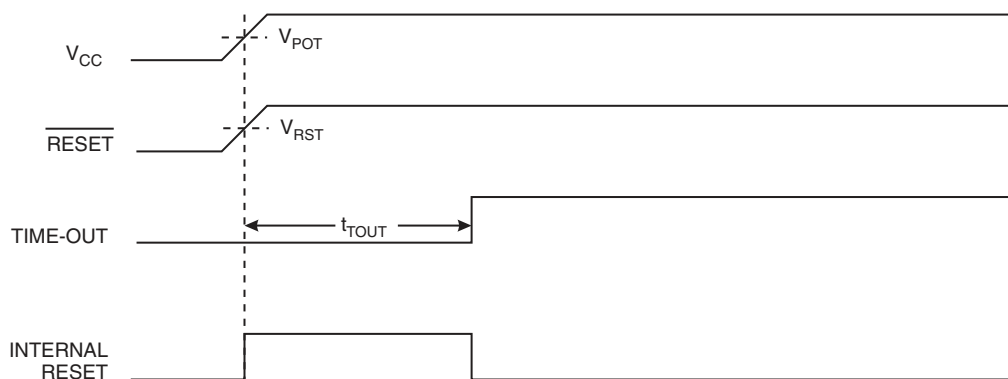 V_CC
V_POT
RESET
V_RST
TIME-OUT
t_TOUT
INTERNAL
RESET